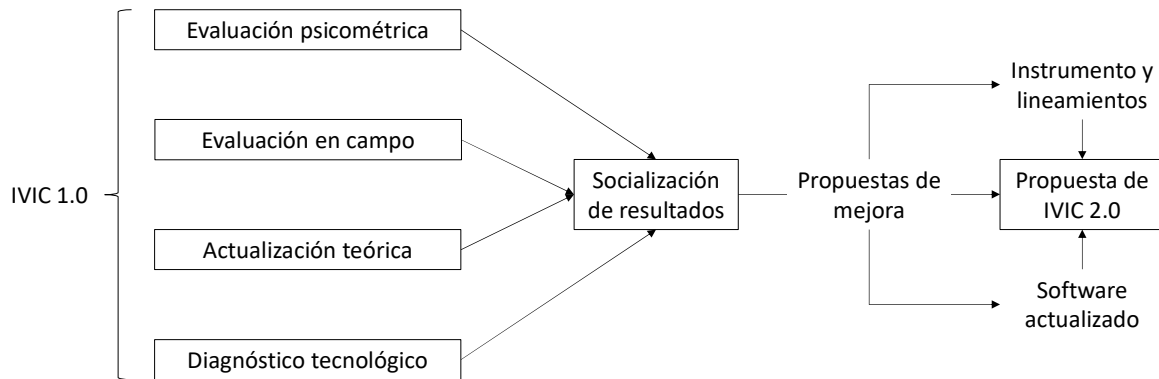 IVIC 1.0
Evaluación psicométrica
Evaluación en campo
Actualización teórica
Diagnóstico tecnológico
Socialización
de resultados
Propuestas de
mejora
Instrumento y
lineamientos
Propuesta de
IVIC 2.0
Software
actualizado